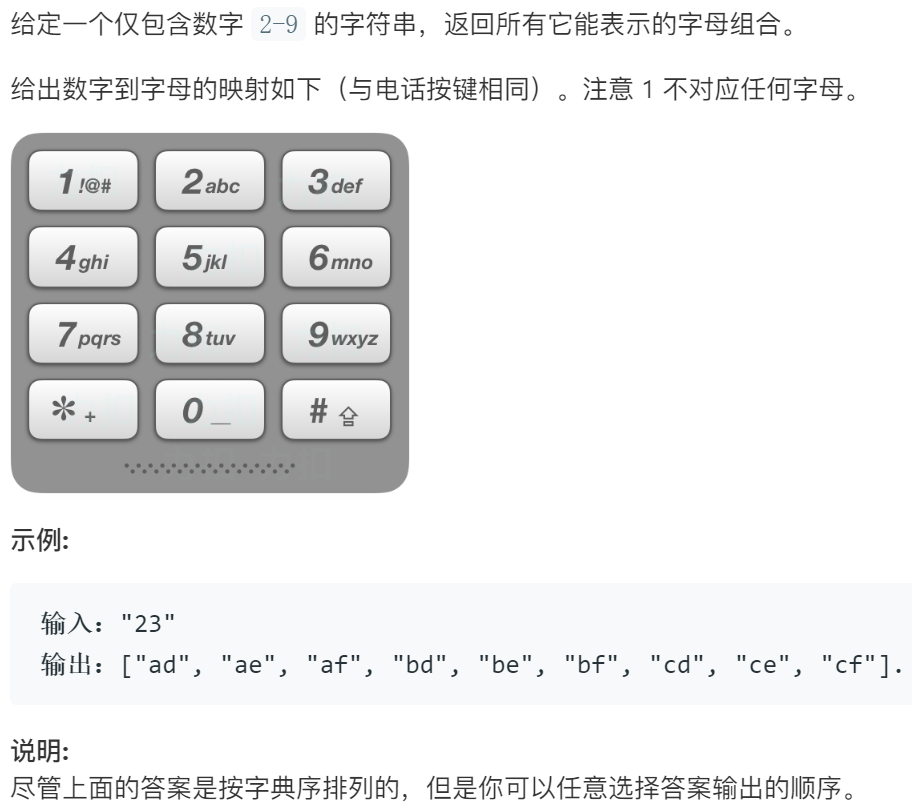 给定一个仅包含数字 2-9 的字符串，返回所有它能表示的字母组合。
给出数字到字母的映射如下（与电话按键相同）。注意 1 不对应任何字母。
1 !@# 2 abc 3 def
4 ghi 5 jkl 6 mno
7 pqrs 8 tuv 9 wxyz
* + 0 _ #
示例:
输入："23"
输出：["ad", "ae", "af", "bd", "be", "bf", "cd", "ce", "cf"].
说明:
尽管上面的答案是按字典序排列的，但是你可以任意选择答案输出的顺序。